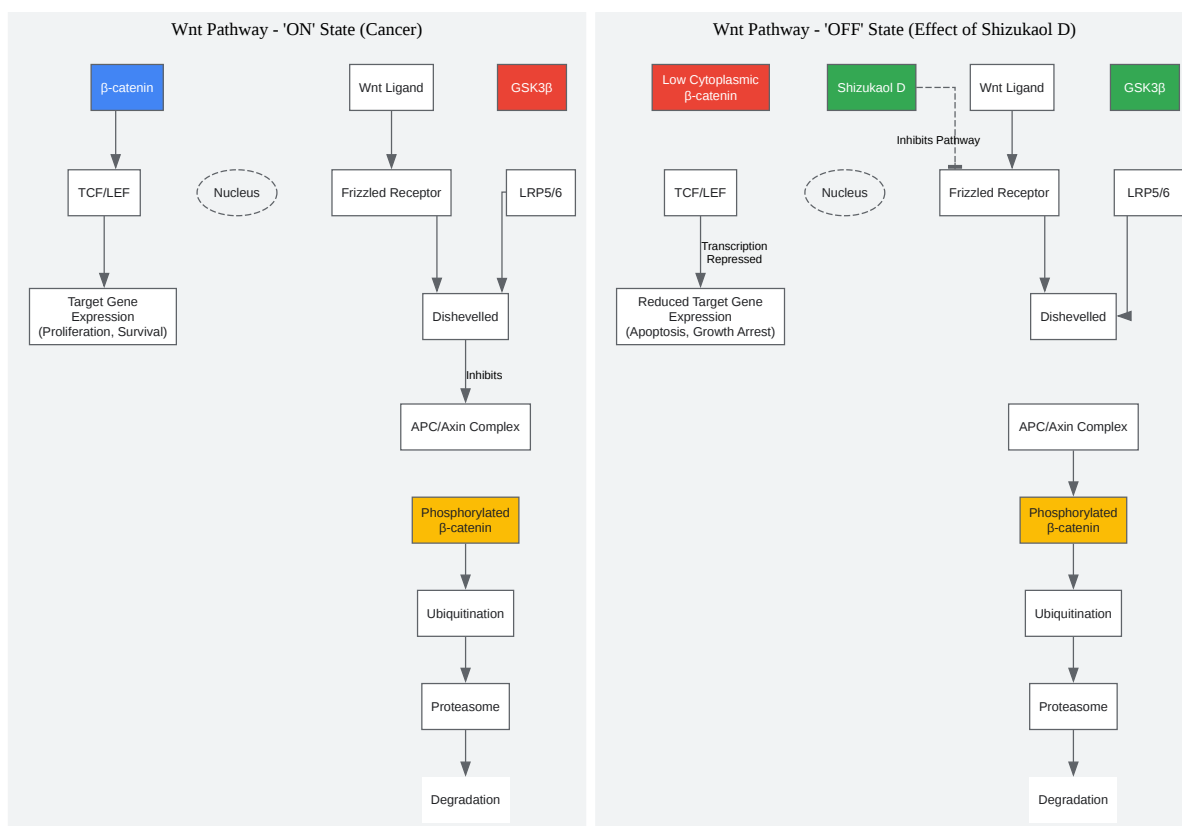 Wnt Pathway - 'ON' State (Cancer)
β-catenin
Wnt Ligand
GSK3β
TCF/LEF
Nucleus
Frizzled Receptor
LRP5/6
Target Gene
Expression
(Proliferation, Survival)
Dishevelled
Inhibits
APC/Axin Complex
Phosphorylated
β-catenin
Ubiquitination
Proteasome
Degradation
Wnt Pathway - 'OFF' State (Effect of Shizukaol D)
Low Cytoplasmic
β-catenin
Shizukaol D
Wnt Ligand
GSK3β
Inhibits Pathway
TCF/LEF
Nucleus
Frizzled Receptor
LRP5/6
Transcription
Repressed
Reduced Target Gene
Expression
(Apoptosis, Growth Arrest)
Dishevelled
APC/Axin Complex
Phosphorylated
β-catenin
Ubiquitination
Proteasome
Degradation